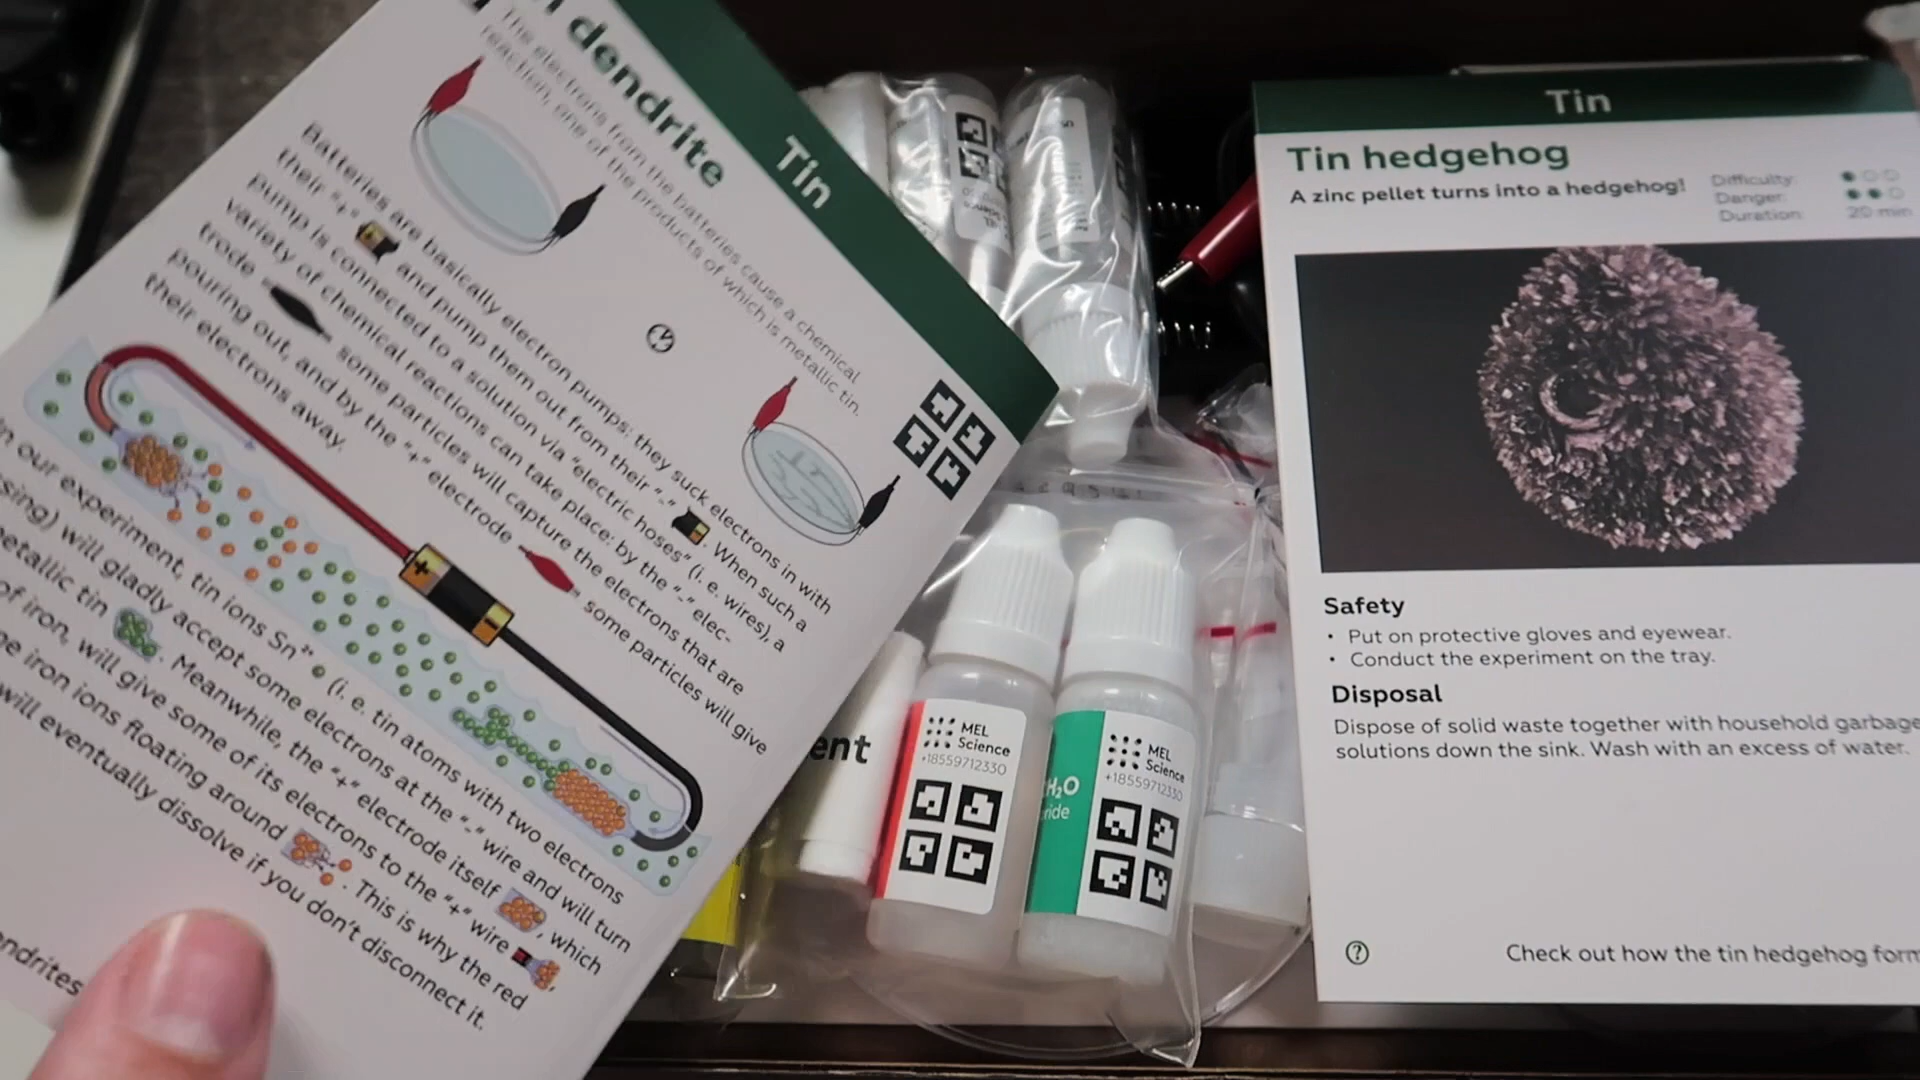 Tin
dendrite
The electrons from the batteries cause a chemical
reaction, one of the products of which is metallic tin.
Batteries are basically electron pumps: they suck electrons in with
their "+" and pump them out from their "-". When such a
pump is connected to a solution via "electric hoses" (i. e. wires), a
variety of chemical reactions can take place: by the "-" elec-
trode some particles will capture the electrons that are
pouring out, and by the "+" electrode some particles will give
their electrons away.
+
in our experiment, tin ions Sn²⁺ (i. e. tin atoms with two electrons
sing) will gladly accept some electrons at the "-" wire and will turn
metallic tin. Meanwhile, the "+" electrode itself, which
of iron, will give some of its electrons to the "+" wire,
iron ions floating around. This is why the red
will eventually dissolve if you don't disconnect it.
ndrites
ent
MEL
Science
+18559712330
H₂O
ride
MEL
Science
+18559712330
Tin
Tin hedgehog
A zinc pellet turns into a hedgehog!
Difficulty:
Danger:
Duration: 20 min
Safety
• Put on protective gloves and eyewear.
• Conduct the experiment on the tray.
Disposal
Dispose of solid waste together with household garbage
solutions down the sink. Wash with an excess of water.
? Check out how the tin hedgehog form